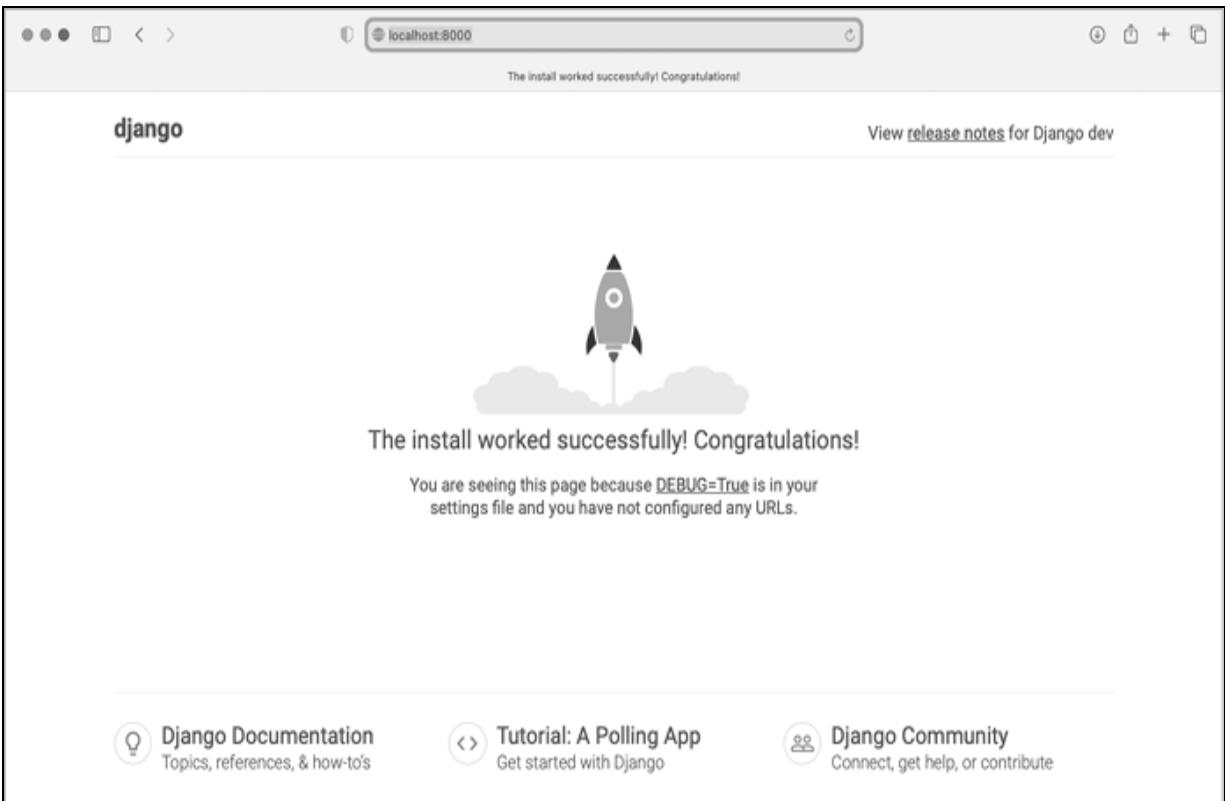 localhost:8000
The install worked successfully! Congratulations!
django
View release notes for Django dev
The install worked successfully! Congratulations!
You are seeing this page because DEBUG=True is in your
settings file and you have not configured any URLs.
Django Documentation
Topics, references, & how-to's
Tutorial: A Polling App
Get started with Django
Django Community
Connect, get help, or contribute